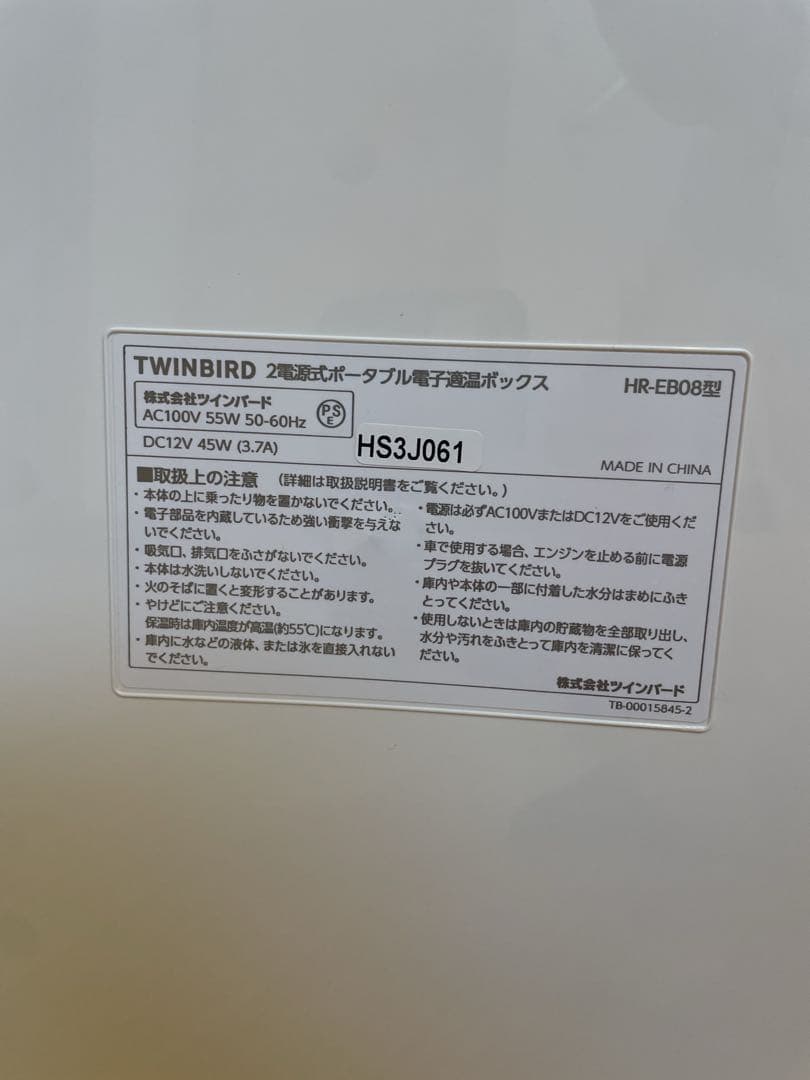 TWINBIRD 2電源式ポータブル電子適温ボックス HR-EB08型
株式会社ツインバード
AC100V 55W 50-60Hz
PS
E
DC12V 45W (3.7A)
HS3J061
MADE IN CHINA
■取扱上の注意 (詳細は取扱説明書をご覧ください。)
・本体の上に乗ったり物を置かないでください。
・電子部品を内蔵しているため強い衝撃を与えな
いでください。
・吸気口、排気口をふさがないでください。
・本体は水洗いしないでください。
・火のそばに置くと変形することがあります。
・やけどにご注意ください。
保温時は庫内温度が高温(約55℃)になります。
・庫内に水などの液体、または氷を直接入れない
でください。
・電源は必ずAC100VまたはDC12Vをご使用くだ
さい。
・車で使用する場合、エンジンを止める前に電源
プラグを抜いてください。
・庫内や本体の一部に付着した水分はまめにふき
とってください。
・使用しないときは庫内の貯蔵物を全部取り出し、
水分や汚れをふきとって庫内を清潔に保ってく
ださい。
株式会社ツインバード
TB-00015845-2